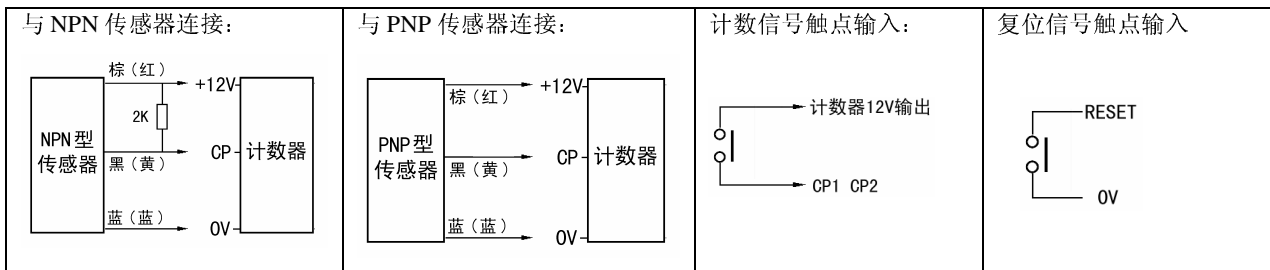 与 NPN 传感器连接：
棕（红）
+12V
2K
NPN型
传感器
CP
计数器
黑（黄）
蓝（蓝）
0V
与 PNP 传感器连接：
+12V
棕（红）
PNP型
传感器
CP
计数器
黑（黄）
蓝（蓝）
0V
计数信号触点输入：
计数器12V输出
CP1 CP2
复位信号触点输入
RESET
0V